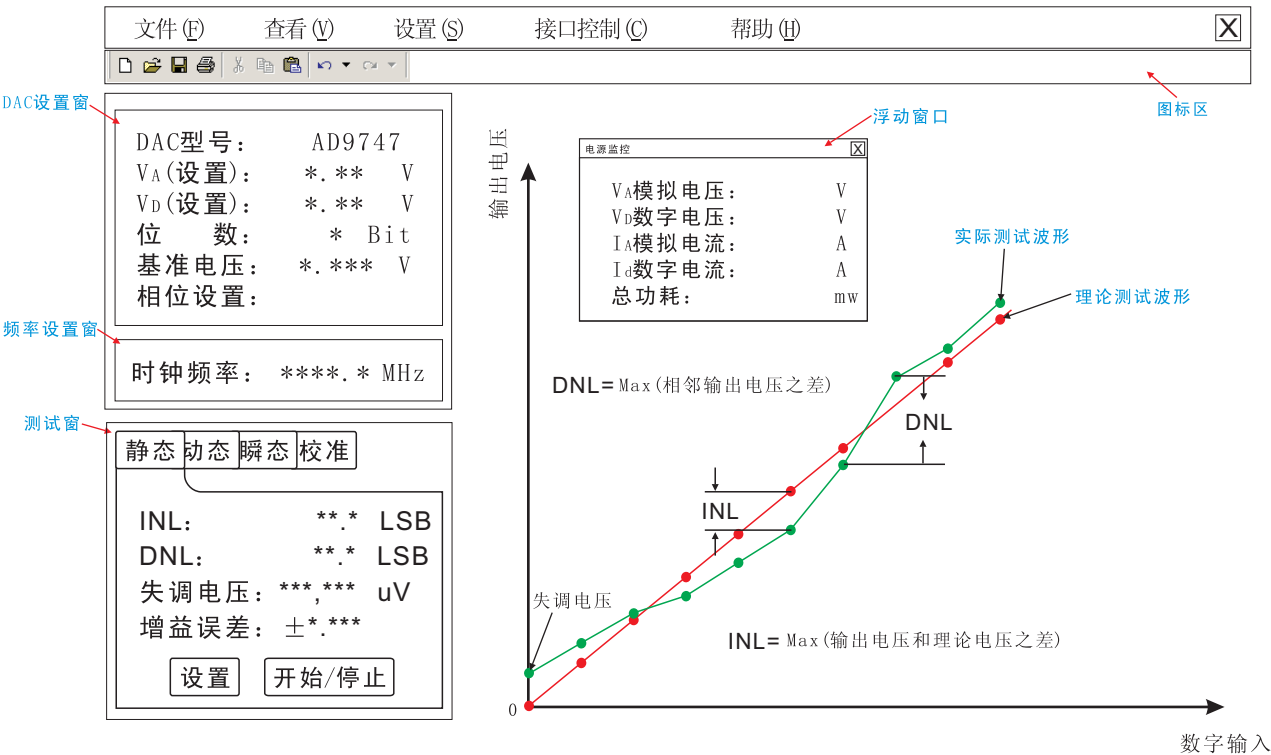 文件(F) 查看(V) 设置(S) 接口控制(C) 帮助(H) X
DAC设置窗
图标区
DAC型号： AD9747
VA(设置)： *.** V
VD(设置)： *.** V
位 数： * Bit
基准电压： *.*** V
相位设置：
频率设置窗
时钟频率： ****.* MHz
测试窗
静态 动态 瞬态 校准
INL： **.* LSB
DNL： **.* LSB
失调电压： ***,*** uV
增益误差： ±*.***
设置 开始/停止
输出电压
浮动窗口
电源监控 X
VA模拟电压： V
VD数字电压： V
IA模拟电流： A
Id数字电流： A
总功耗： mw
实际测试波形
理论测试波形
DNL=Max(相邻输出电压之差)
DNL
INL
失调电压
INL=Max(输出电压和理论电压之差)
0
数字输入